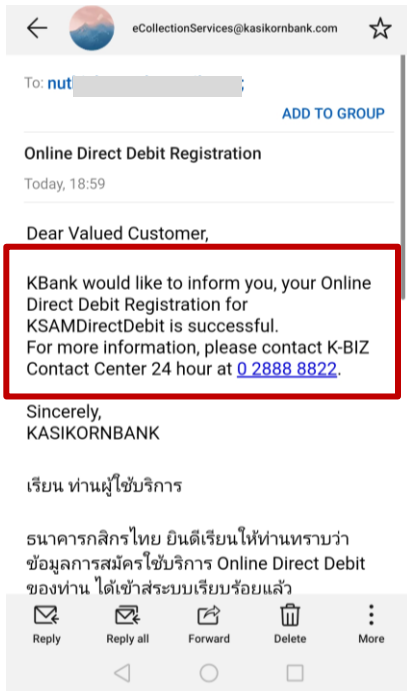 eCollectionServices@kasikornbank.com
To: nut
ADD TO GROUP
Online Direct Debit Registration
Today, 18:59
Dear Valued Customer,
KBank would like to inform you, your Online
Direct Debit Registration for
KSAMDirectDebit is successful.
For more information, please contact K-BIZ
Contact Center 24 hour at 0 2888 8822.
Sincerely,
KASIKORNBANK
เรียน ท่านผู้ใช้บริการ
ธนาคารกสิกรไทย ยินดีเรียนให้ท่านทราบว่า
ข้อมูลการสมัครใช้บริการ Online Direct Debit
ของท่าน ได้เข้าสู่ระบบเรียบร้อยแล้ว
Reply Reply all Forward Delete More